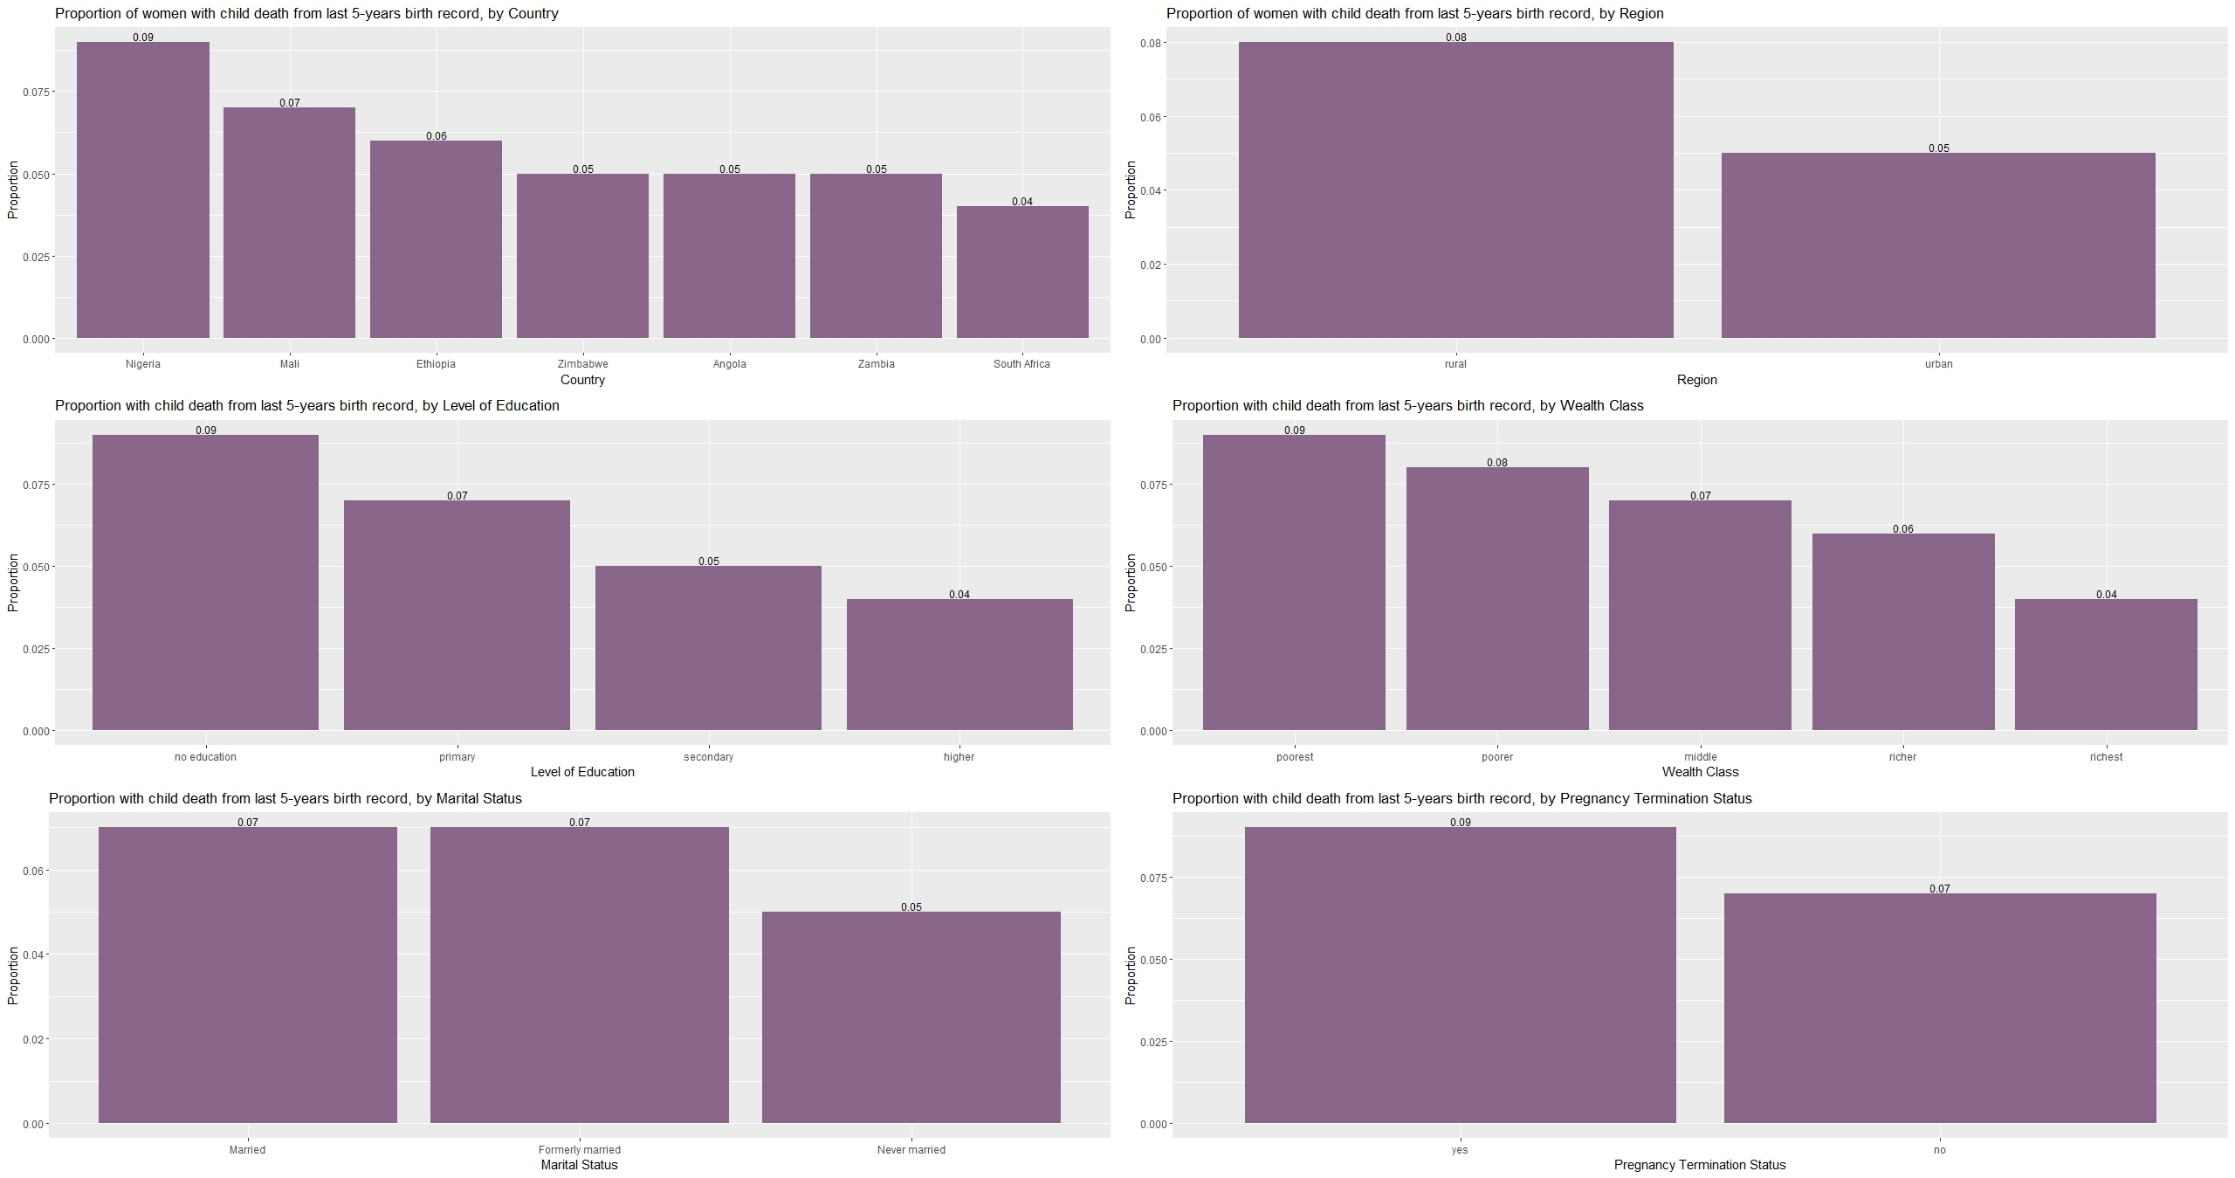 Proportion of women with child death from last 5-years birth record, by Country
Proportion
0.075
0.050
0.025
0.000
0.09
0.07
0.06
0.05
0.05
0.05
0.04
Nigeria Mali Ethiopia Zimbabwe Angola Zambia South Africa
Country
Proportion of women with child death from last 5-years birth record, by Region
Proportion
0.08
0.06
0.04
0.02
0.00
0.08
0.05
rural urban
Region
Proportion with child death from last 5-years birth record, by Level of Education
Proportion
0.075
0.050
0.025
0.000
0.09
0.07
0.05
0.04
no education primary secondary higher
Level of Education
Proportion with child death from last 5-years birth record, by Wealth Class
Proportion
0.075
0.050
0.025
0.000
0.09
0.08
0.07
0.06
0.04
poorest poorer middle richer richest
Wealth Class
Proportion with child death from last 5-years birth record, by Marital Status
Proportion
0.06
0.04
0.02
0.00
0.07
0.07
0.05
Married Formerly married Never married
Marital Status
Proportion with child death from last 5-years birth record, by Pregnancy Termination Status
Proportion
0.075
0.050
0.025
0.000
0.09
0.07
yes no
Pregnancy Termination Status